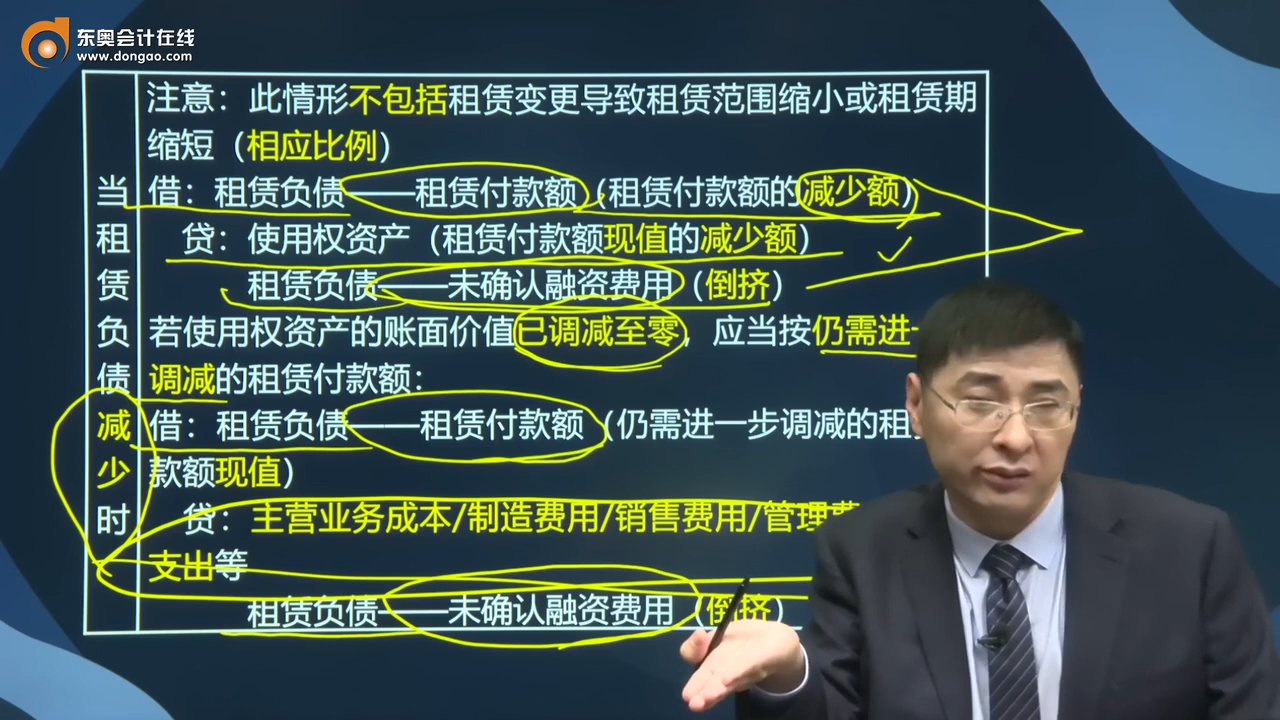 东奥会计在线
www.dongao.com
注意：此情形不包括租赁变更导致租赁范围缩小或租赁期
缩短（相应比例）
当租赁负债减少时
借：租赁负债——租赁付款额（租赁付款额的减少额）
贷：使用权资产（租赁付款额现值的减少额）
租赁负债——未确认融资费用（倒挤）
若使用权资产的账面价值已调减至零，应当按仍需进一
调减的租赁付款额：
借：租赁负债——租赁付款额（仍需进一步调减的租
款额现值）
贷：主营业务成本/制造费用/销售费用/管理费
支出等
租赁负债——未确认融资费用（倒挤）